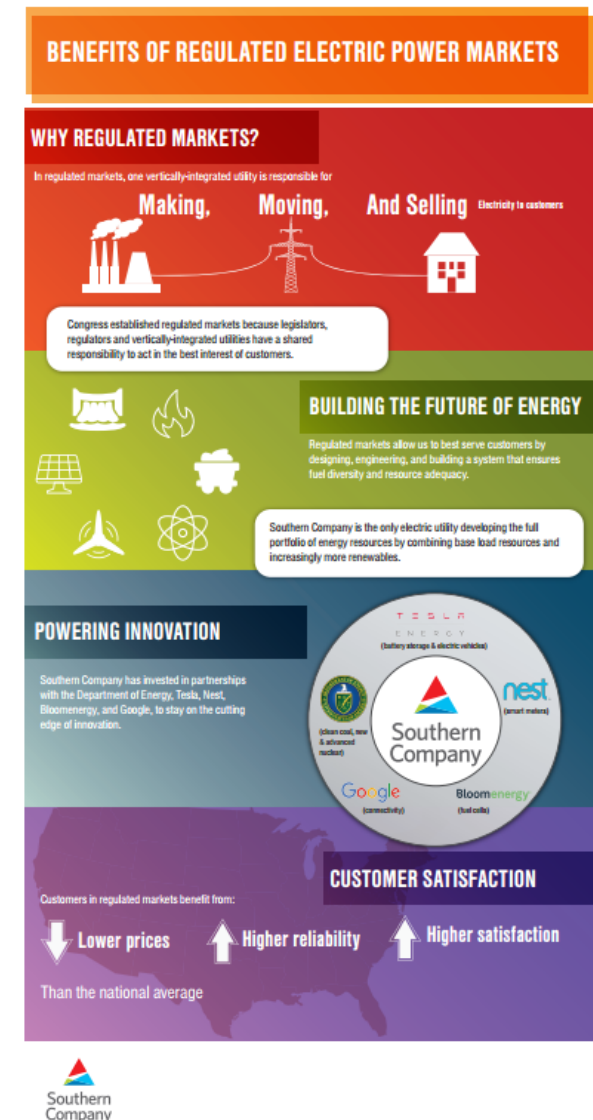 BENEFITS OF REGULATED ELECTRIC POWER MARKETS
WHY REGULATED MARKETS?
In regulated markets, one vertically-integrated utility is responsible for
Making, Moving, And Selling Electricity to customers
Congress established regulated markets because legislators,
regulators and vertically-integrated utilities have a shared
responsibility to act in the best interest of customers.
BUILDING THE FUTURE OF ENERGY
Regulated markets allow us to best serve customers by
designing, engineering, and building a system that ensures
fuel diversity and resource adequacy.
Southern Company is the only electric utility developing the full
portfolio of energy resources by combining base load resources and
increasingly more renewables.
POWERING INNOVATION
Southern Company has invested in partnerships
with the Department of Energy, Tesla, Nest,
Bloomenergy, and Google, to stay on the cutting
edge of innovation.
TESLA
ENERGY
(battery storage & electric vehicles)
nest
(smart meters)
(clean coal, new
& advanced
nuclear)
Southern
Company
Google
(connectivity)
Bloomenergy
(fuel cells)
CUSTOMER SATISFACTION
Customers in regulated markets benefit from:
Lower prices Higher reliability Higher satisfaction
Than the national average
Southern
Company